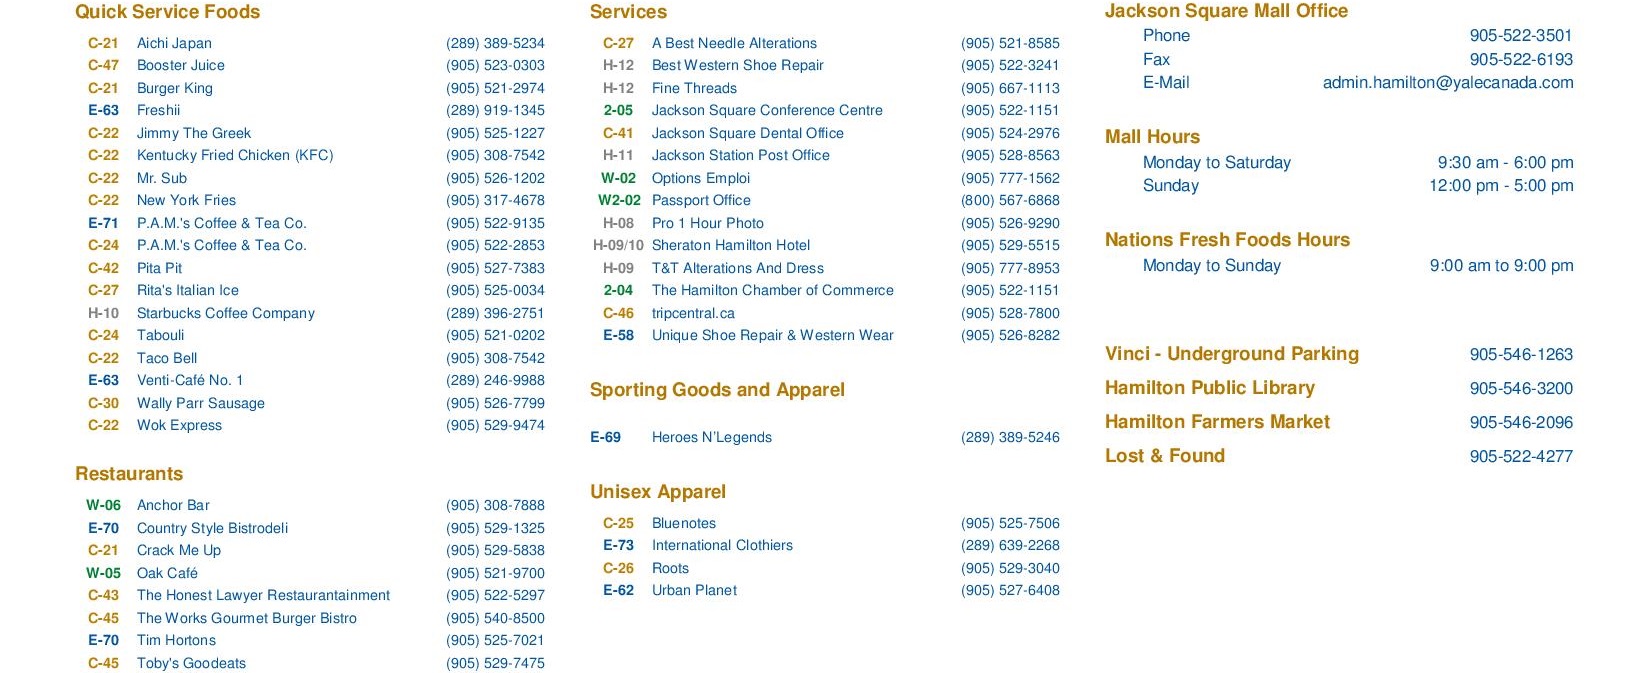 Quick Service Foods
C-21 Aichi Japan (289) 389-5234
C-47 Booster Juice (905) 523-0303
C-21 Burger King (905) 521-2974
E-63 Freshii (289) 919-1345
C-22 Jimmy The Greek (905) 525-1227
C-22 Kentucky Fried Chicken (KFC) (905) 308-7542
C-22 Mr. Sub (905) 526-1202
C-22 New York Fries (905) 317-4678
E-71 P.A.M.'s Coffee & Tea Co. (905) 522-9135
C-24 P.A.M.'s Coffee & Tea Co. (905) 522-2853
C-42 Pita Pit (905) 527-7383
C-27 Rita's Italian Ice (905) 525-0034
H-10 Starbucks Coffee Company (289) 396-2751
C-24 Tabouli (905) 521-0202
C-22 Taco Bell (905) 308-7542
E-63 Venti-Café No. 1 (289) 246-9988
C-30 Wally Parr Sausage (905) 526-7799
C-22 Wok Express (905) 529-9474
Restaurants
W-06 Anchor Bar (905) 308-7888
E-70 Country Style Bistrodeli (905) 529-1325
C-21 Crack Me Up (905) 529-5838
W-05 Oak Café (905) 521-9700
C-43 The Honest Lawyer Restaurantainment (905) 522-5297
C-45 The Works Gourmet Burger Bistro (905) 540-8500
E-70 Tim Hortons (905) 525-7021
C-45 Toby's Goodeats (905) 529-7475
Services
C-27 A Best Needle Alterations (905) 521-8585
H-12 Best Western Shoe Repair (905) 522-3241
H-12 Fine Threads (905) 667-1113
2-05 Jackson Square Conference Centre (905) 522-1151
C-41 Jackson Square Dental Office (905) 524-2976
H-11 Jackson Station Post Office (905) 528-8563
W-02 Options Emploi (905) 777-1562
W2-02 Passport Office (800) 567-6868
H-08 Pro 1 Hour Photo (905) 526-9290
H-09/10 Sheraton Hamilton Hotel (905) 529-5515
H-09 T&T Alterations And Dress (905) 777-8953
2-04 The Hamilton Chamber of Commerce (905) 522-1151
C-46 tripcentral.ca (905) 528-7800
E-58 Unique Shoe Repair & Western Wear (905) 526-8282
Sporting Goods and Apparel
E-69 Heroes N'Legends (289) 389-5246
Unisex Apparel
C-25 Bluenotes (905) 525-7506
E-73 International Clothiers (289) 639-2268
C-26 Roots (905) 529-3040
E-62 Urban Planet (905) 527-6408
Jackson Square Mall Office
Phone 905-522-3501
Fax 905-522-6193
E-Mail admin.hamilton@yalecanada.com
Mall Hours
Monday to Saturday 9:30 am - 6:00 pm
Sunday 12:00 pm - 5:00 pm
Nations Fresh Foods Hours
Monday to Sunday 9:00 am to 9:00 pm
Vinci - Underground Parking 905-546-1263
Hamilton Public Library 905-546-3200
Hamilton Farmers Market 905-546-2096
Lost & Found 905-522-4277